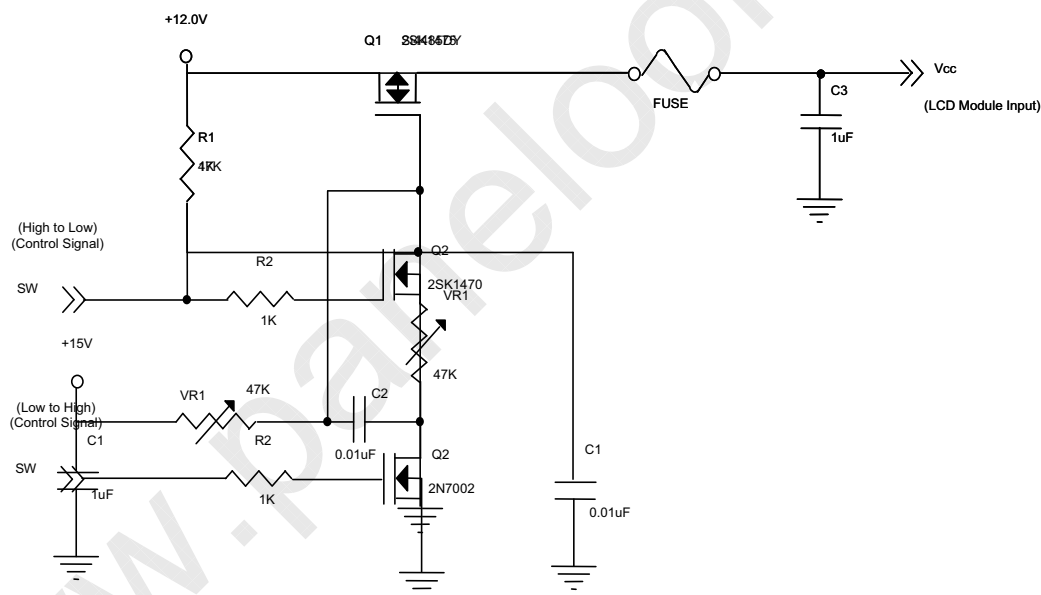 +12.0V
Q1
FUSE
Vcc
(LCD Module Input)
C3
1uF
R1
(High to Low)
(Control Signal)
SW
R2
1K
Q2
2SK1470
VR1
47K
+15V
VR1
47K
(Low to High)
(Control Signal)
C1
R2
C2
0.01uF
SW
1uF
1K
Q2
2N7002
C1
0.01uF
www.paneloo